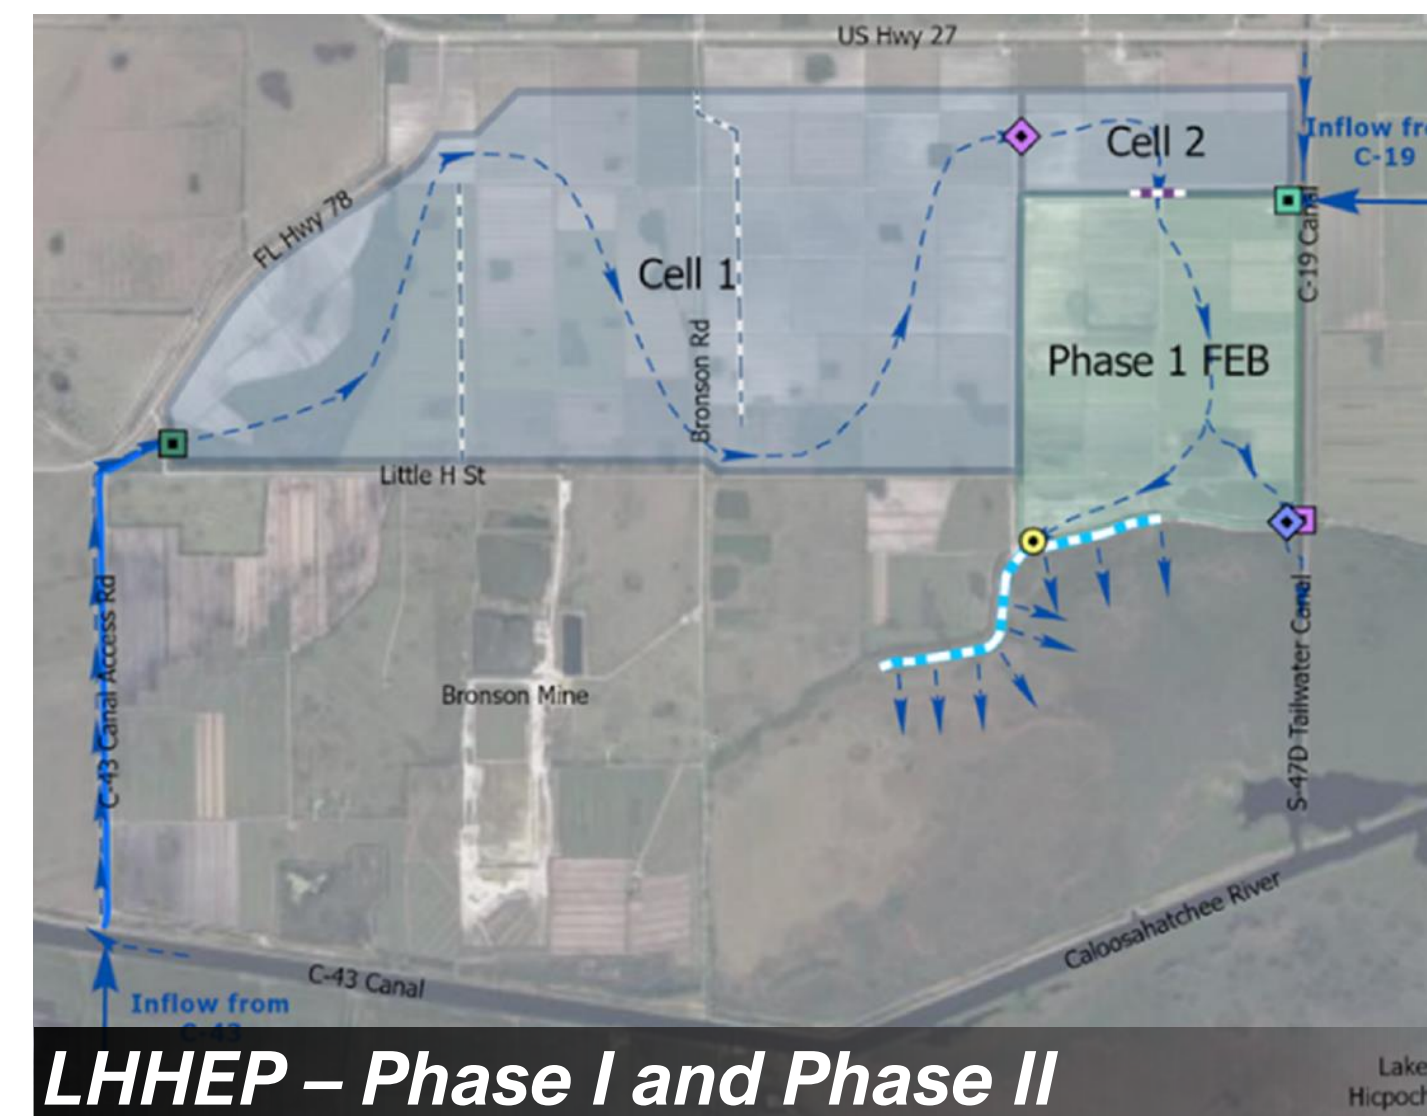 US Hwy 27
Inflow fr
C-19
Cell 2
FL Hwy 78
C-19 Canal
Cell 1
Bronson Rd
Phase 1 FEB
Little H St
C-43 Canal Access Rd
S-47D Tailwater Canal
Bronson Mine
Caloosahatchee River
C-43 Canal
Inflow from
C-43
LHHEP – Phase I and Phase II
Lake
Hicpoch